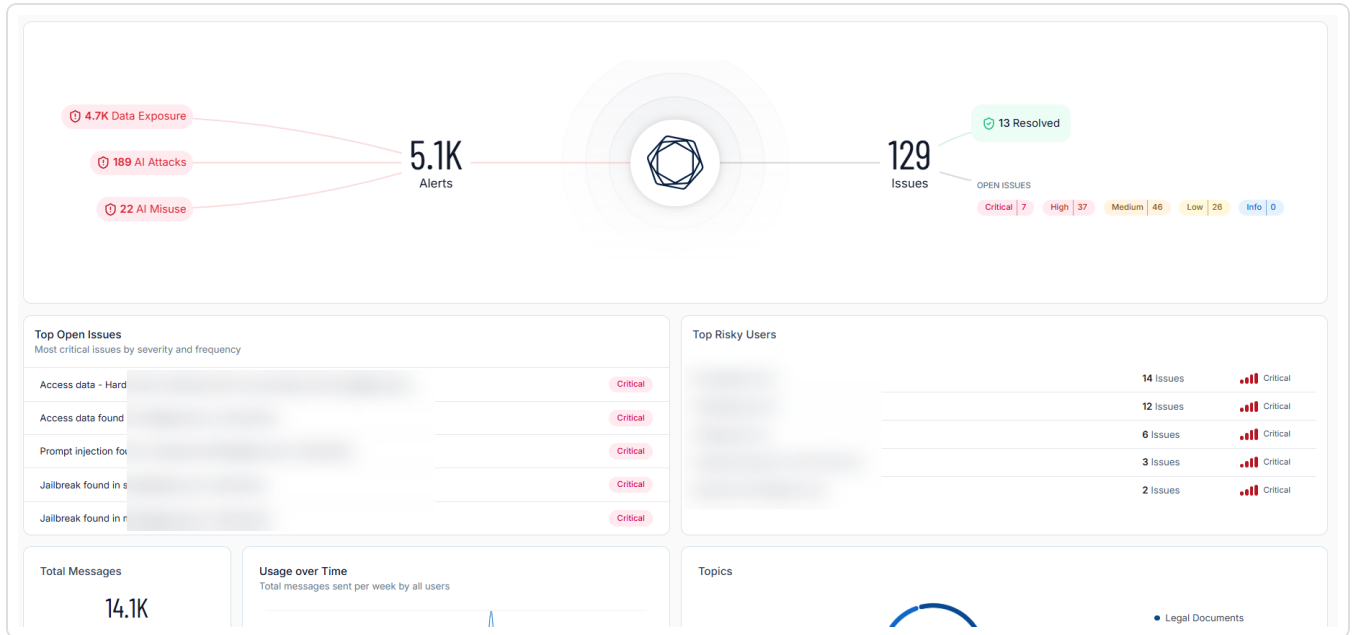 4.7K Data Exposure
189 AI Attacks
22 AI Misuse
5.1K
Alerts
129
Issues
13 Resolved
OPEN ISSUES
Critical 7 High 37 Medium 46 Low 26 Info 0
Top Open Issues
Most critical issues by severity and frequency
Access data - Hard
Critical
Access data found
Critical
Prompt injection
Critical
Jailbreak found in
Critical
Jailbreak found in
Critical
Top Risky Users
14 Issues Critical
12 Issues Critical
6 Issues Critical
3 Issues Critical
2 Issues Critical
Total Messages
14.1K
Usage over Time
Total messages sent per week by all users
Topics
Legal Documents